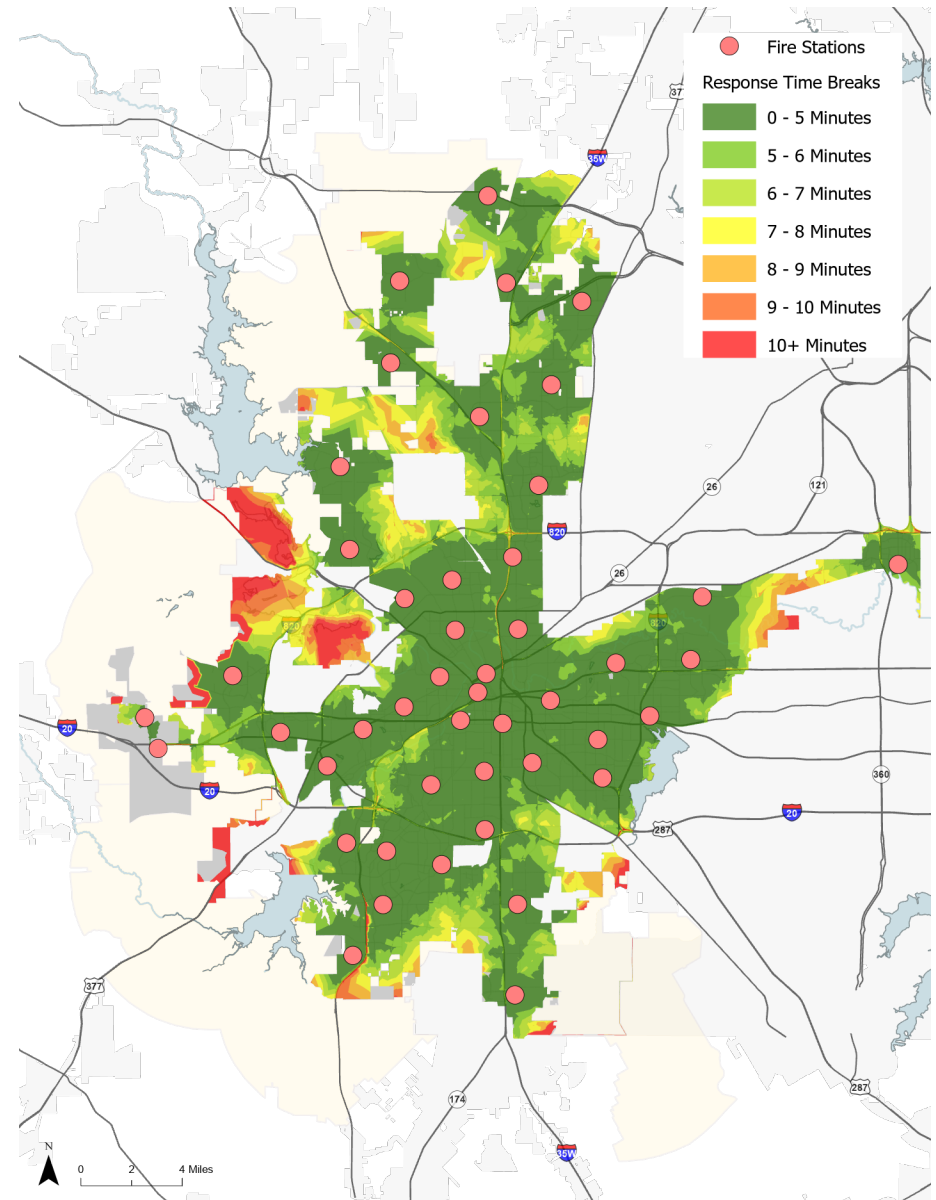 Fire Stations
Response Time Breaks
0 - 5 Minutes
5 - 6 Minutes
6 - 7 Minutes
7 - 8 Minutes
8 - 9 Minutes
9 - 10 Minutes
10+ Minutes
37
35W
26
121
820
26
820
820
20
20
360
20
287
377
287
174
35W
N
0 2 4 Miles